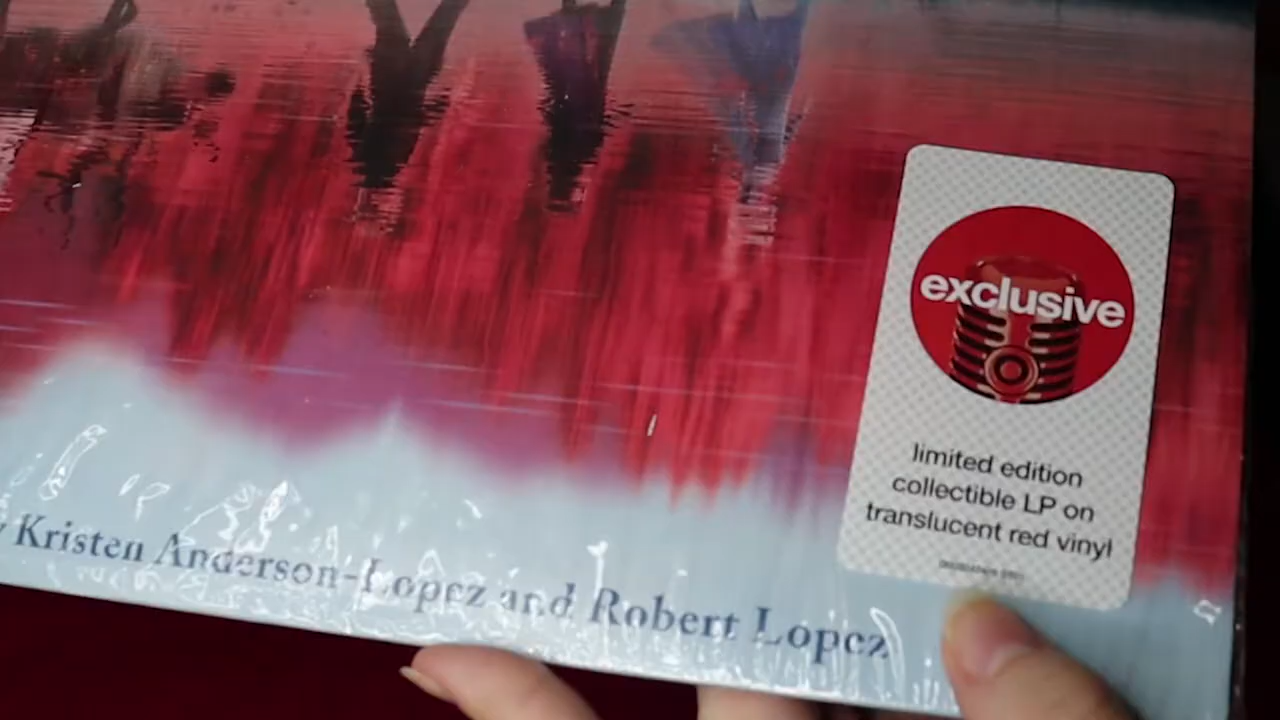 exclusive
limited edition
collectible LP on
translucent red vinyl
Kristen Anderson-Lopez and Robert Lopez